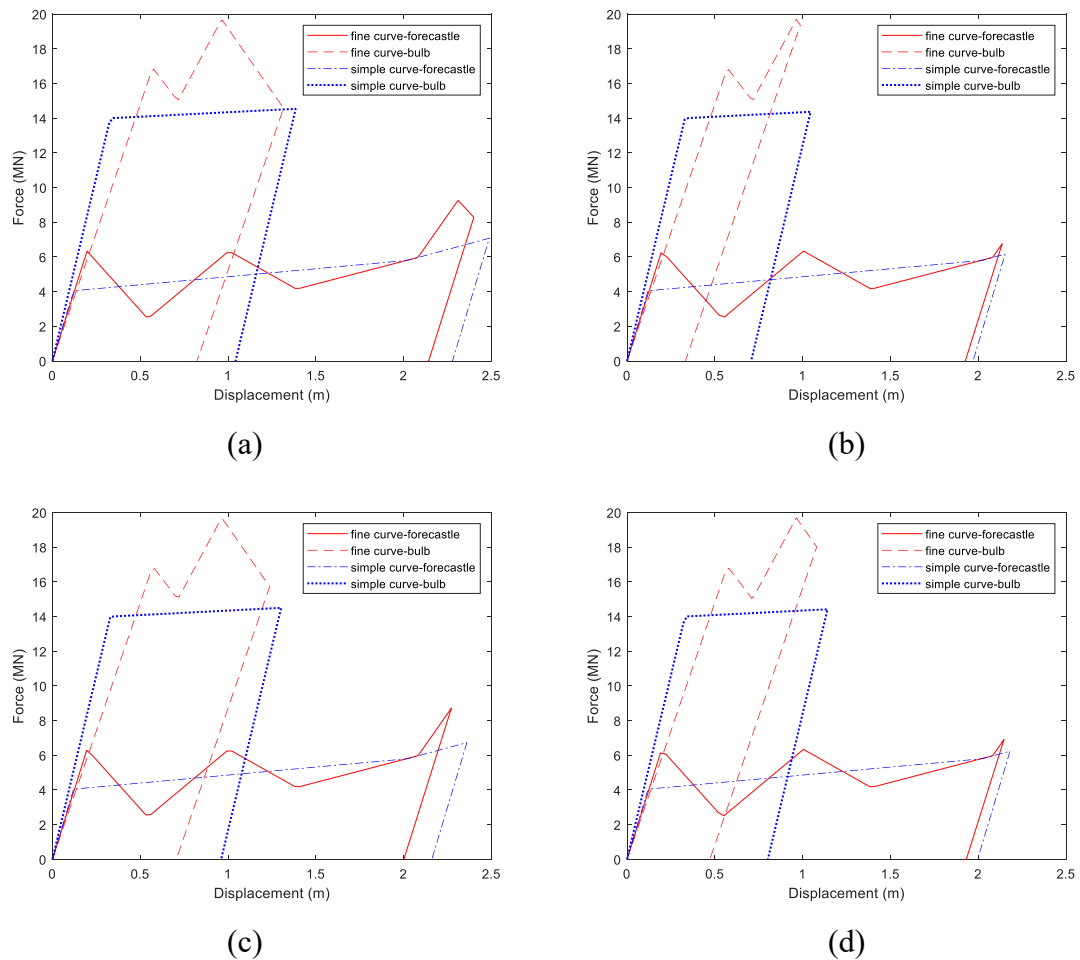 20
18
16
14
12
10
8
6
4
2
0
Force (MN)
0 0.5 1 1.5 2 2.5
Displacement (m)
fine curve-forecastle
fine curve-bulb
simple curve-forecastle
simple curve-bulb
(a)
20
18
16
14
12
10
8
6
4
2
0
Force (MN)
0 0.5 1 1.5 2 2.5
Displacement (m)
fine curve-forecastle
fine curve-bulb
simple curve-forecastle
simple curve-bulb
(b)
20
18
16
14
12
10
8
6
4
2
0
Force (MN)
0 0.5 1 1.5 2 2.5
Displacement (m)
fine curve-forecastle
fine curve-bulb
simple curve-forecastle
simple curve-bulb
(c)
20
18
16
14
12
10
8
6
4
2
0
Force (MN)
0 0.5 1 1.5 2 2.5
Displacement (m)
fine curve-forecastle
fine curve-bulb
simple curve-forecastle
simple curve-bulb
(d)